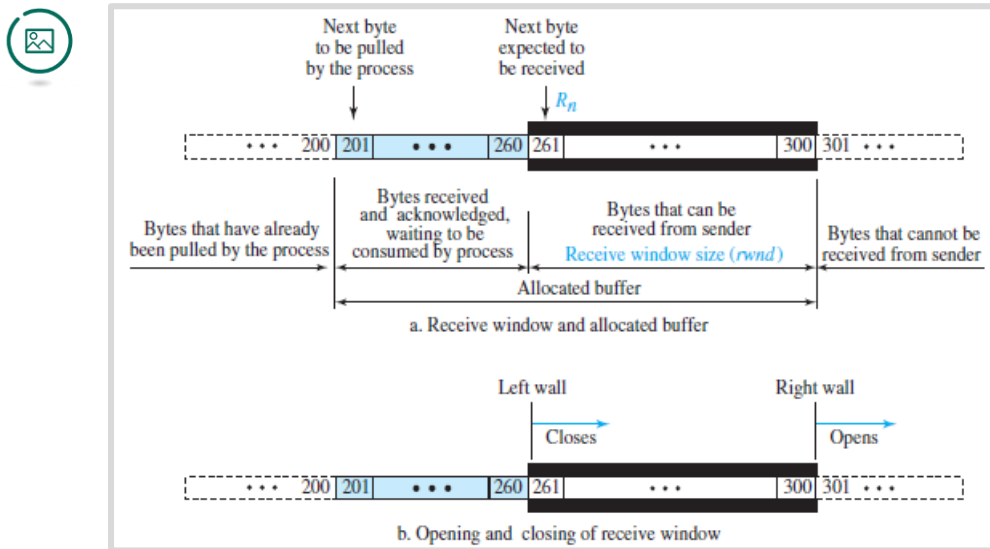 Next byte
to be pulled
by the process
Next byte
expected to
be received
Rn
• • • 200 201 • • • 260 261 • • • 300 301 • • •
Bytes that have already
been pulled by the process
Bytes received
and acknowledged,
waiting to be
consumed by process
Bytes that can be
received from sender
Receive window size (rwnd)
Bytes that cannot be
received from sender
Allocated buffer
a. Receive window and allocated buffer
Left wall
Right wall
Closes
Opens
• • • 200 201 • • • 260 261 • • • 300 301 • • •
b. Opening and closing of receive window